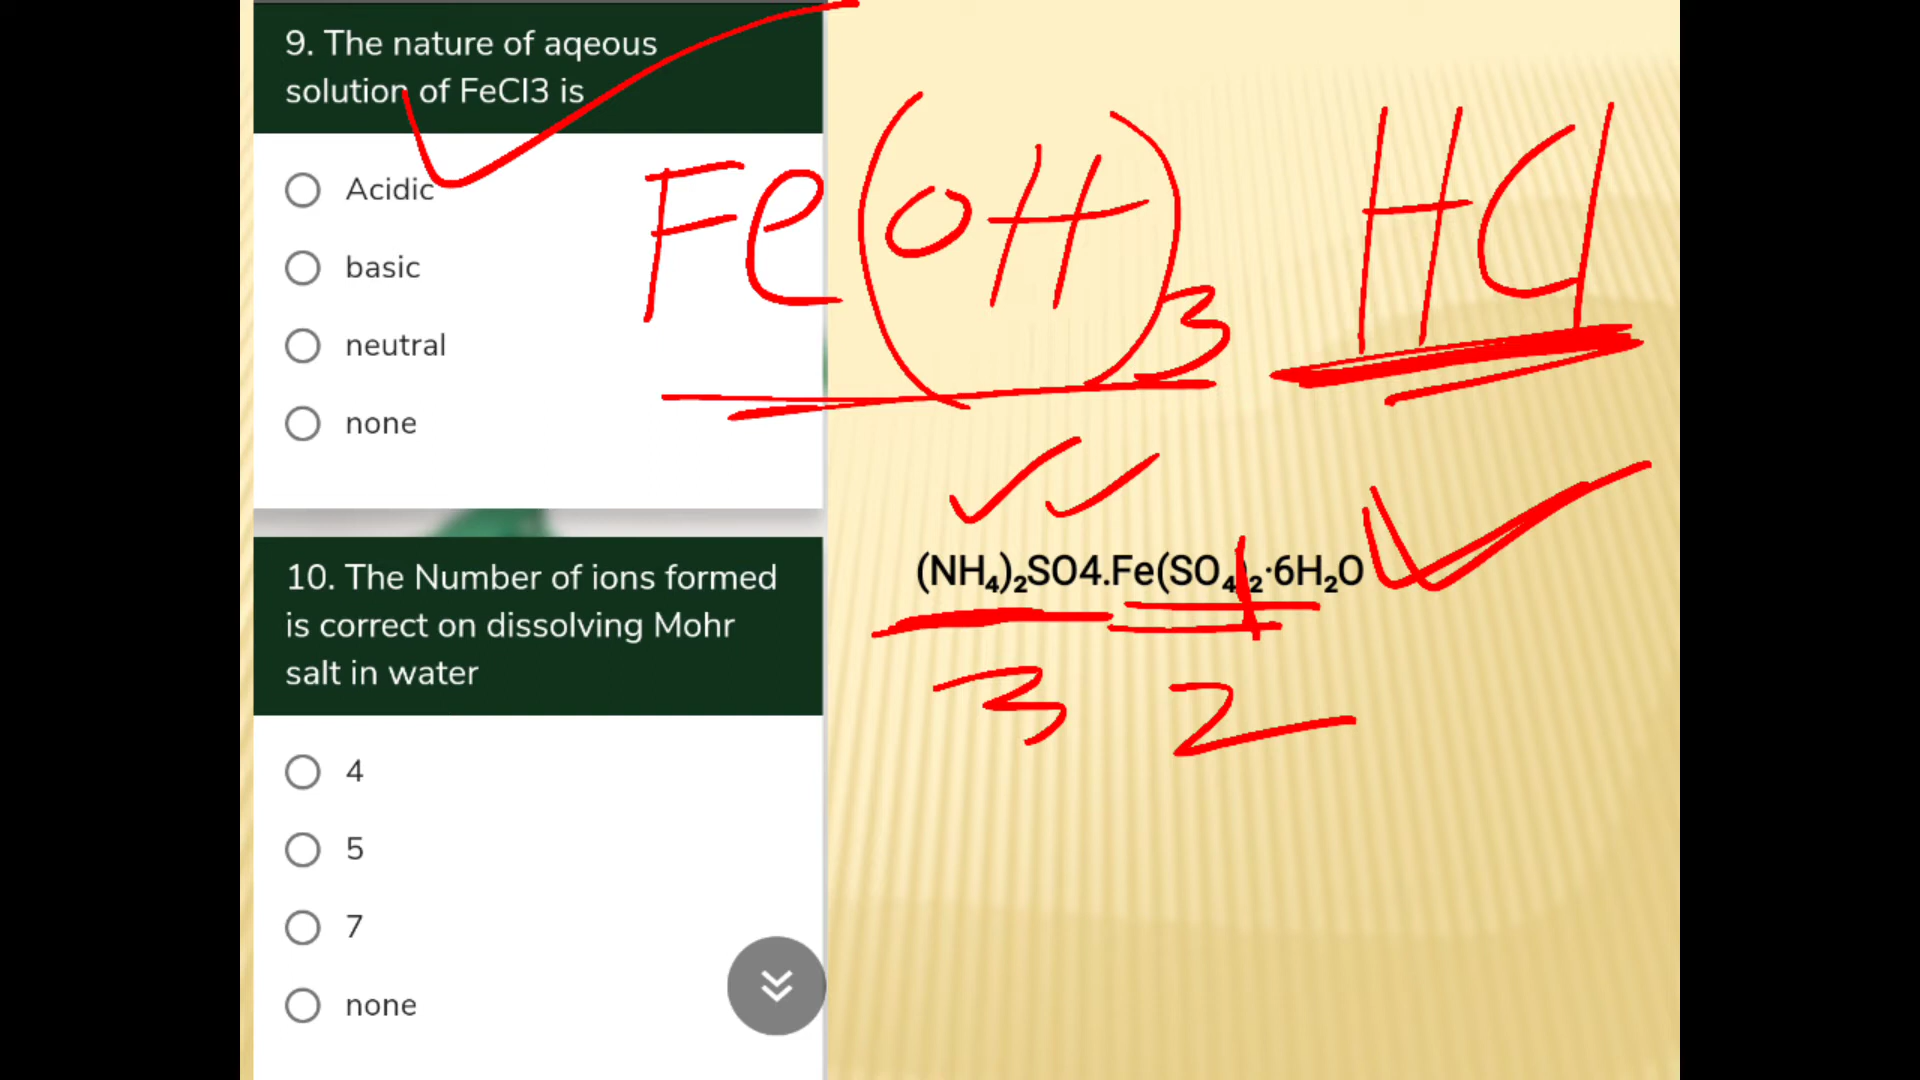 9. The nature of aqeous
solution of FeCl3 is
Acidic
basic
neutral
none
Fe(OH)3 HCl
(NH₄)₂SO4.Fe(SO₄)₂·6H₂O
3 2
10. The Number of ions formed
is correct on dissolving Mohr
salt in water
4
5
7
none